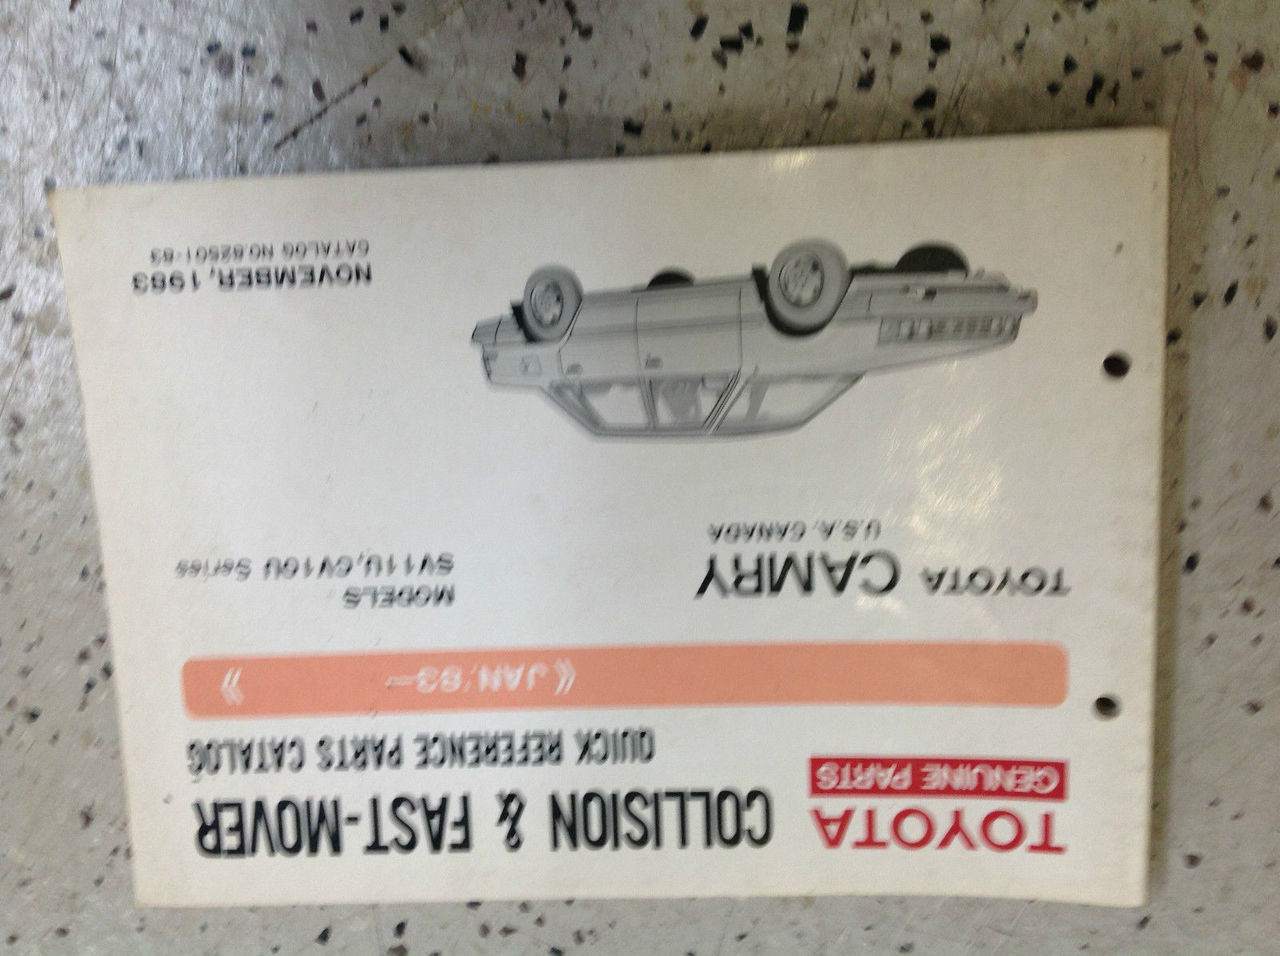 TOYOTA
GENUINE PARTS
COLLISION & FAST-MOVER
QUICK REFERENCE PARTS CATALOG
《 JAN.'83— 》
TOYOTA CAMRY
U.S.A. CANADA
MODELS
SV11U, CV10U Series
NOVEMBER, 1983
CATALOG NO.62501-83